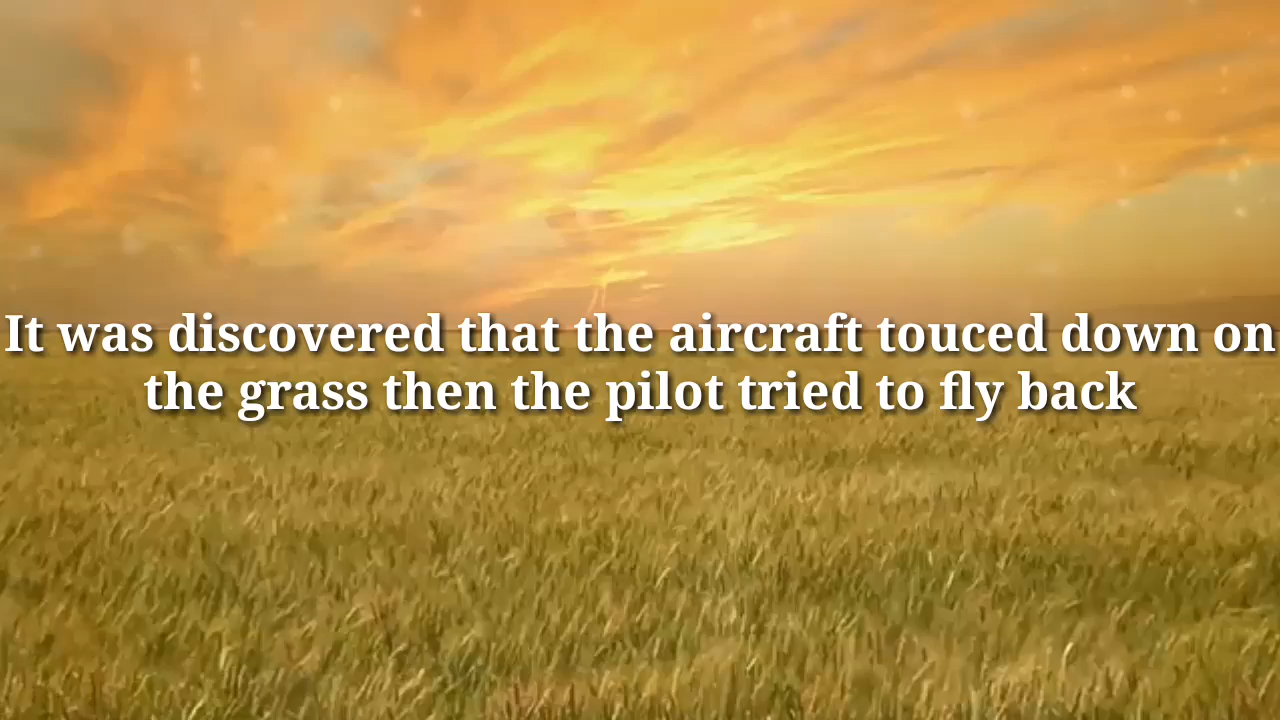 It was discovered that the aircraft touced down on
the grass then the pilot tried to fly back